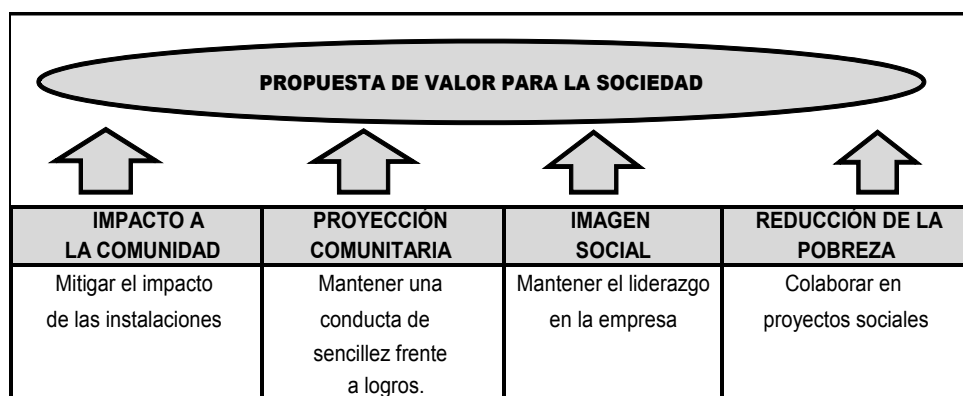 PROPUESTA DE VALOR PARA LA SOCIEDAD
IMPACTO A
LA COMUNIDAD
PROYECCIÓN
COMUNITARIA
IMAGEN
SOCIAL
REDUCCIÓN DE LA
POBREZA
Mitigar el impacto
de las instalaciones
Mantener una
conducta de
sencillez frente
a logros.
Mantener el liderazgo
en la empresa
Colaborar en
proyectos sociales